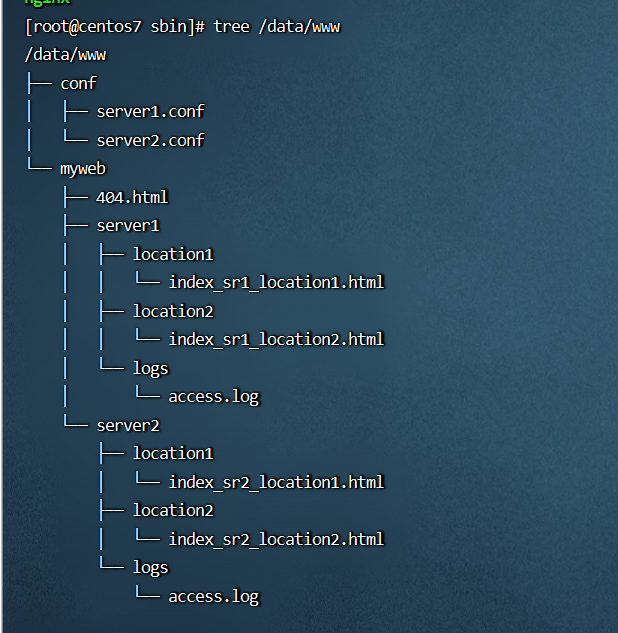 nginx
[root@centos7 sbin]# tree /data/www
/data/www
├── conf
│   ├── server1.conf
│   └── server2.conf
└── myweb
    ├── 404.html
    ├── server1
    │   ├── location1
    │   │   └── index_sr1_location1.html
    │   ├── location2
    │   │   └── index_sr1_location2.html
    │   └── logs
    │       └── access.log
    └── server2
        ├── location1
        │   └── index_sr2_location1.html
        ├── location2
        │   └── index_sr2_location2.html
        └── logs
            └── access.log